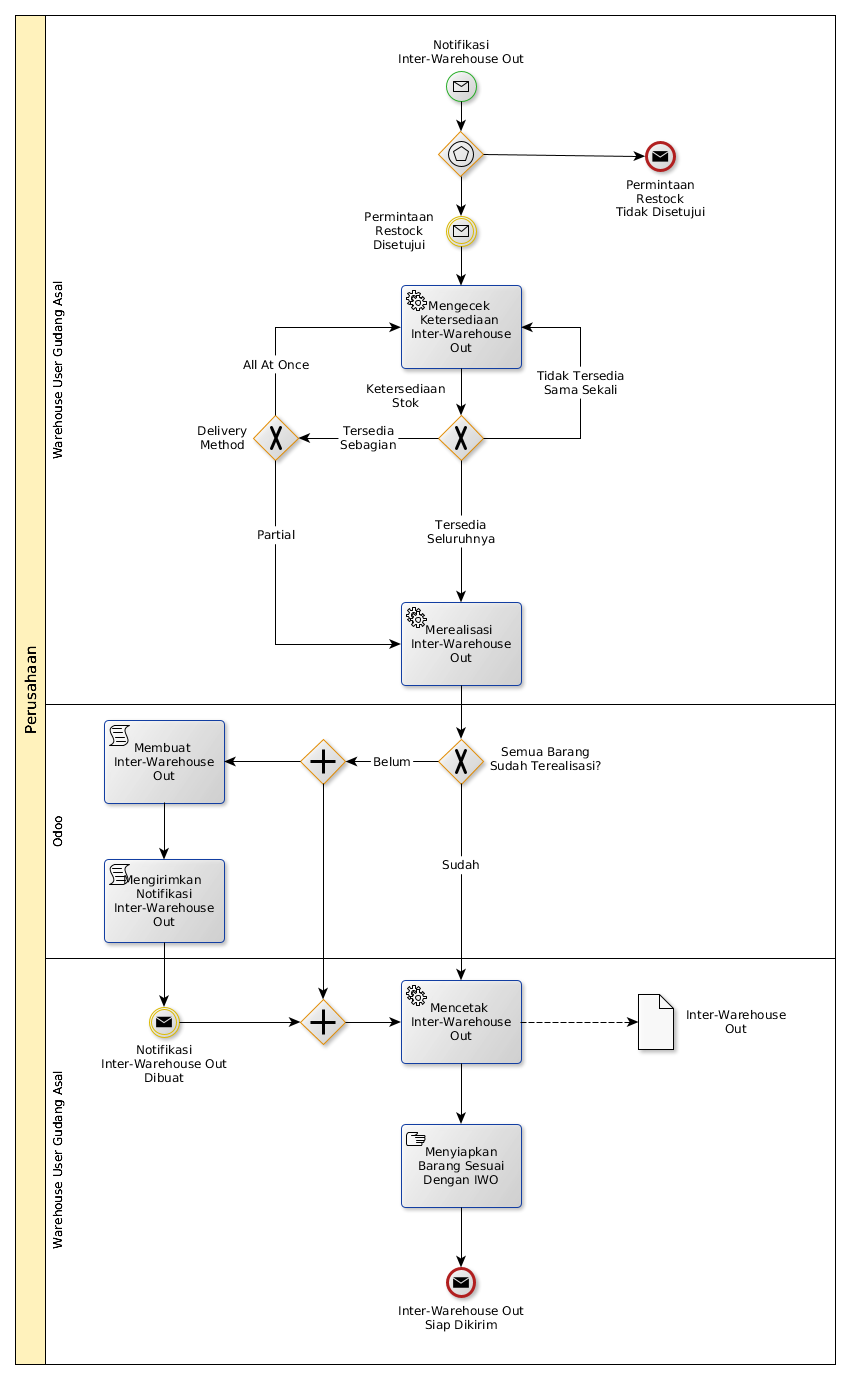 Perusahaan
Warehouse User Gudang Asal
Notifikasi
Inter-Warehouse Out
Permintaan
Restock
Tidak Disetujui
Permintaan
Restock
Disetujui
Mengecek
Ketersediaan
Inter-Warehouse
Out
All At Once
Ketersediaan
Stok
Tidak Tersedia
Sama Sekali
Delivery
Method
Tersedia
Sebagian
Partial
Tersedia
Seluruhnya
Merealisasi
Inter-Warehouse
Out
Odoo
Membuat
Inter-Warehouse
Out
Belum
Semua Barang
Sudah Terealisasi?
Sudah
Mengirimkan
Notifikasi
Inter-Warehouse
Out
Warehouse User Gudang Asal
Notifikasi
Inter-Warehouse Out
Dibuat
Mencetak
Inter-Warehouse
Out
Inter-Warehouse
Out
Menyiapkan
Barang Sesuai
Dengan IWO
Inter-Warehouse Out
Siap Dikirim